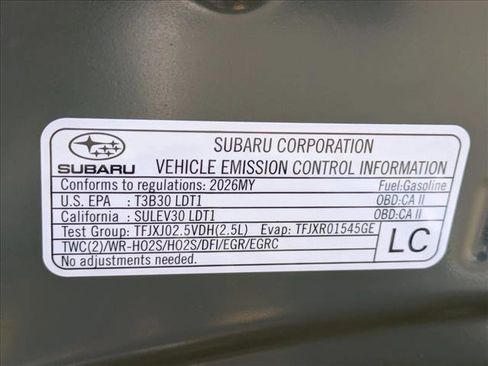 SUBARU CORPORATION
SUBARU VEHICLE EMISSION CONTROL INFORMATION
Conforms to regulations: 2026MY Fuel:Gasoline
U.S. EPA : T3B30 LDT1 OBD:CA II
California : SULEV30 LDT1 OBD:CA II
Test Group: TFJXJ02.5VDH(2.5L) Evap: TFJXR01545GE
TWC(2)/WR-HO2S/HO2S/DFI/EGR/EGRC
No adjustments needed.
LC